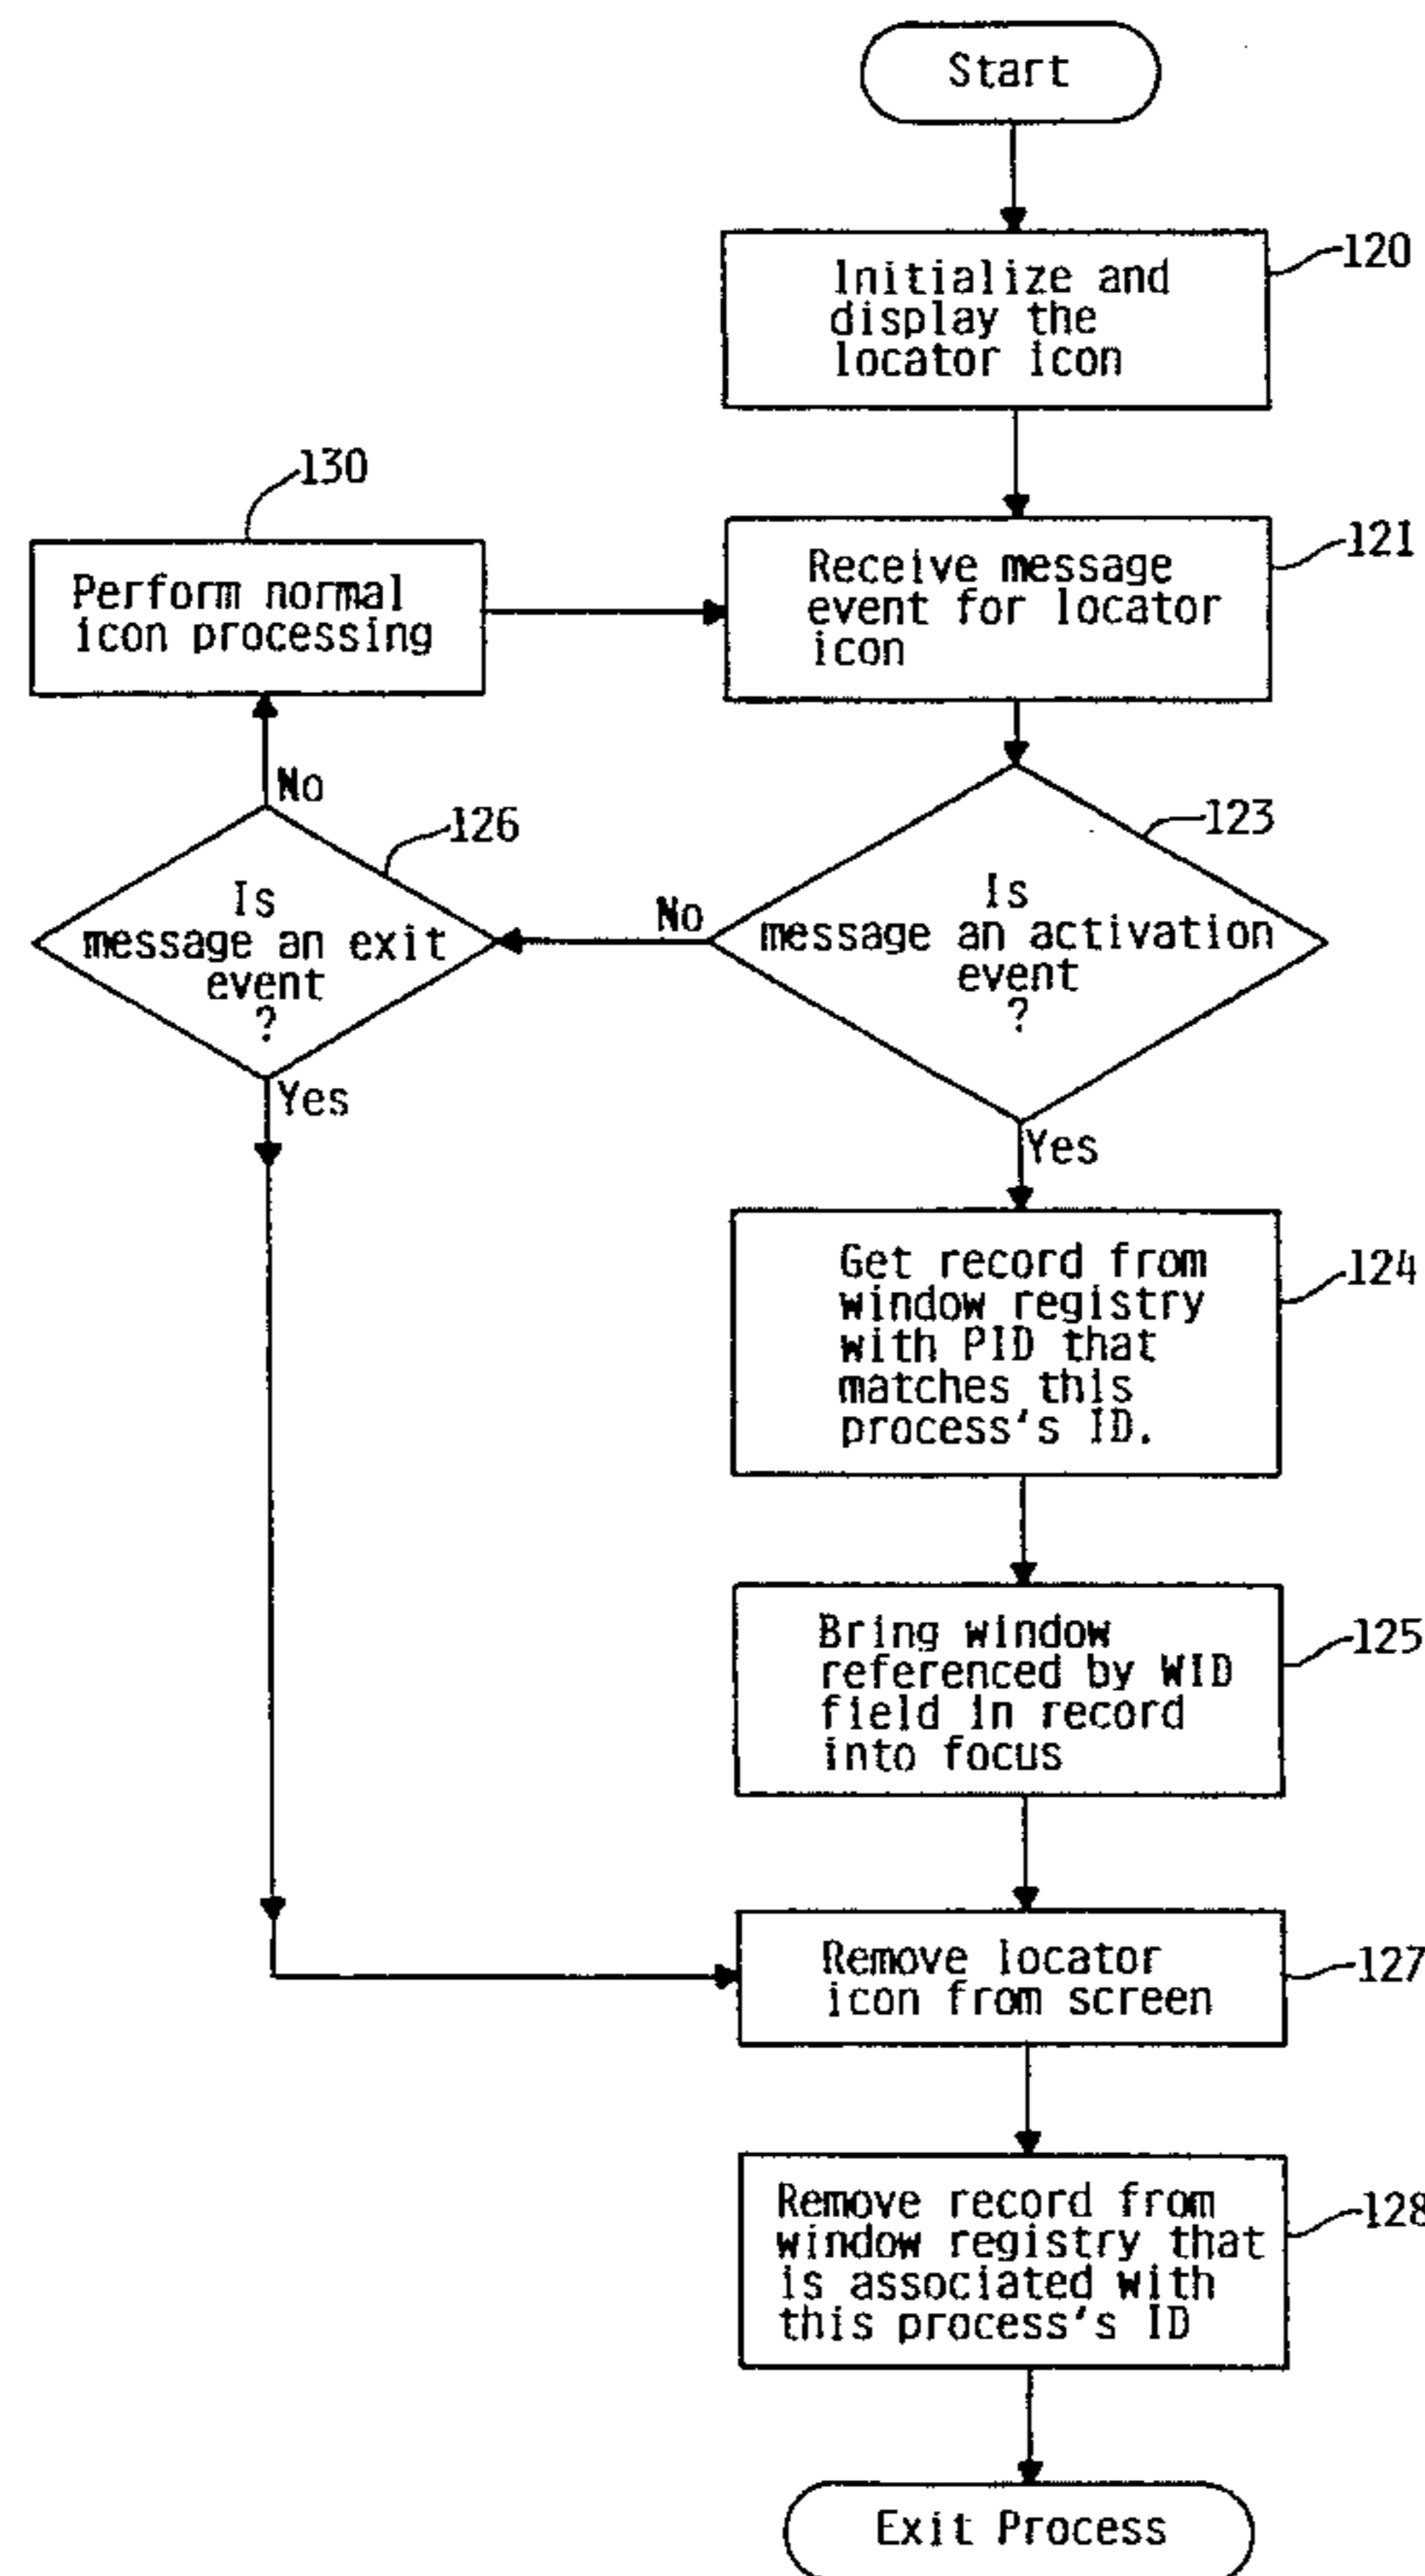 Start
120
Initialize and
display the
locator icon
130
121
Perform normal
icon processing
Receive message
event for locator
icon
No
126
123
Is
message an exit
event
?
No
Is
message an activation
event
?
Yes
Yes
124
Get record from
window registry
with PID that
matches this
process's ID.
125
Bring window
referenced by WID
field in record
into focus
127
Remove locator
icon from screen
128
Remove record from
window registry that
is associated with
this process's ID
Exit Process